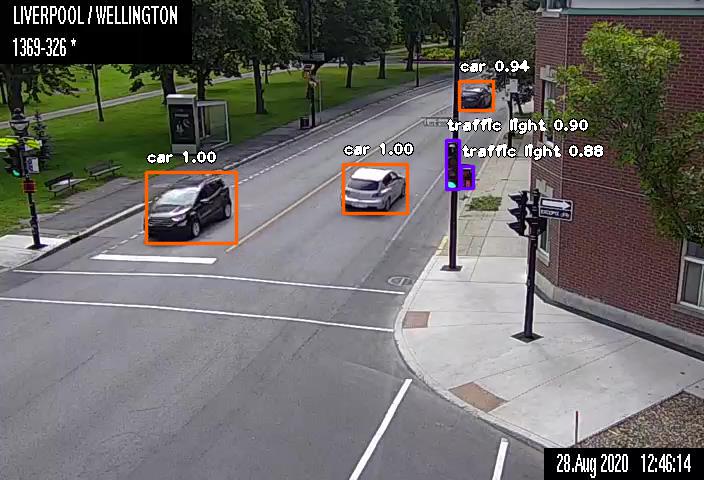 LIVERPOOL / WELLINGTON
1369-326 *
car 0.94
traffic light 0.90
traffic light 0.88
car 1.00
car 1.00
28.Aug 2020 12:46:14